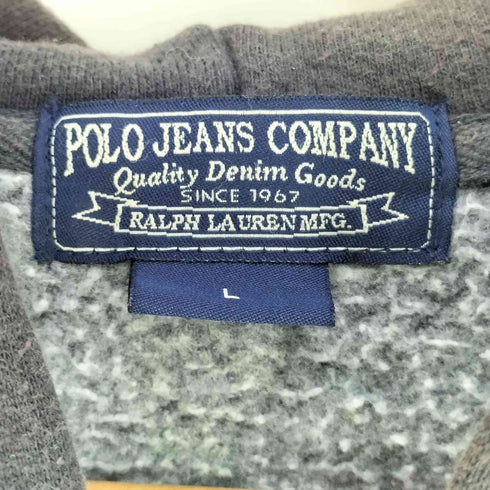 POLO JEANS COMPANY
Quality Denim Goods
SINCE 1967
RALPH LAUREN MFG.
L